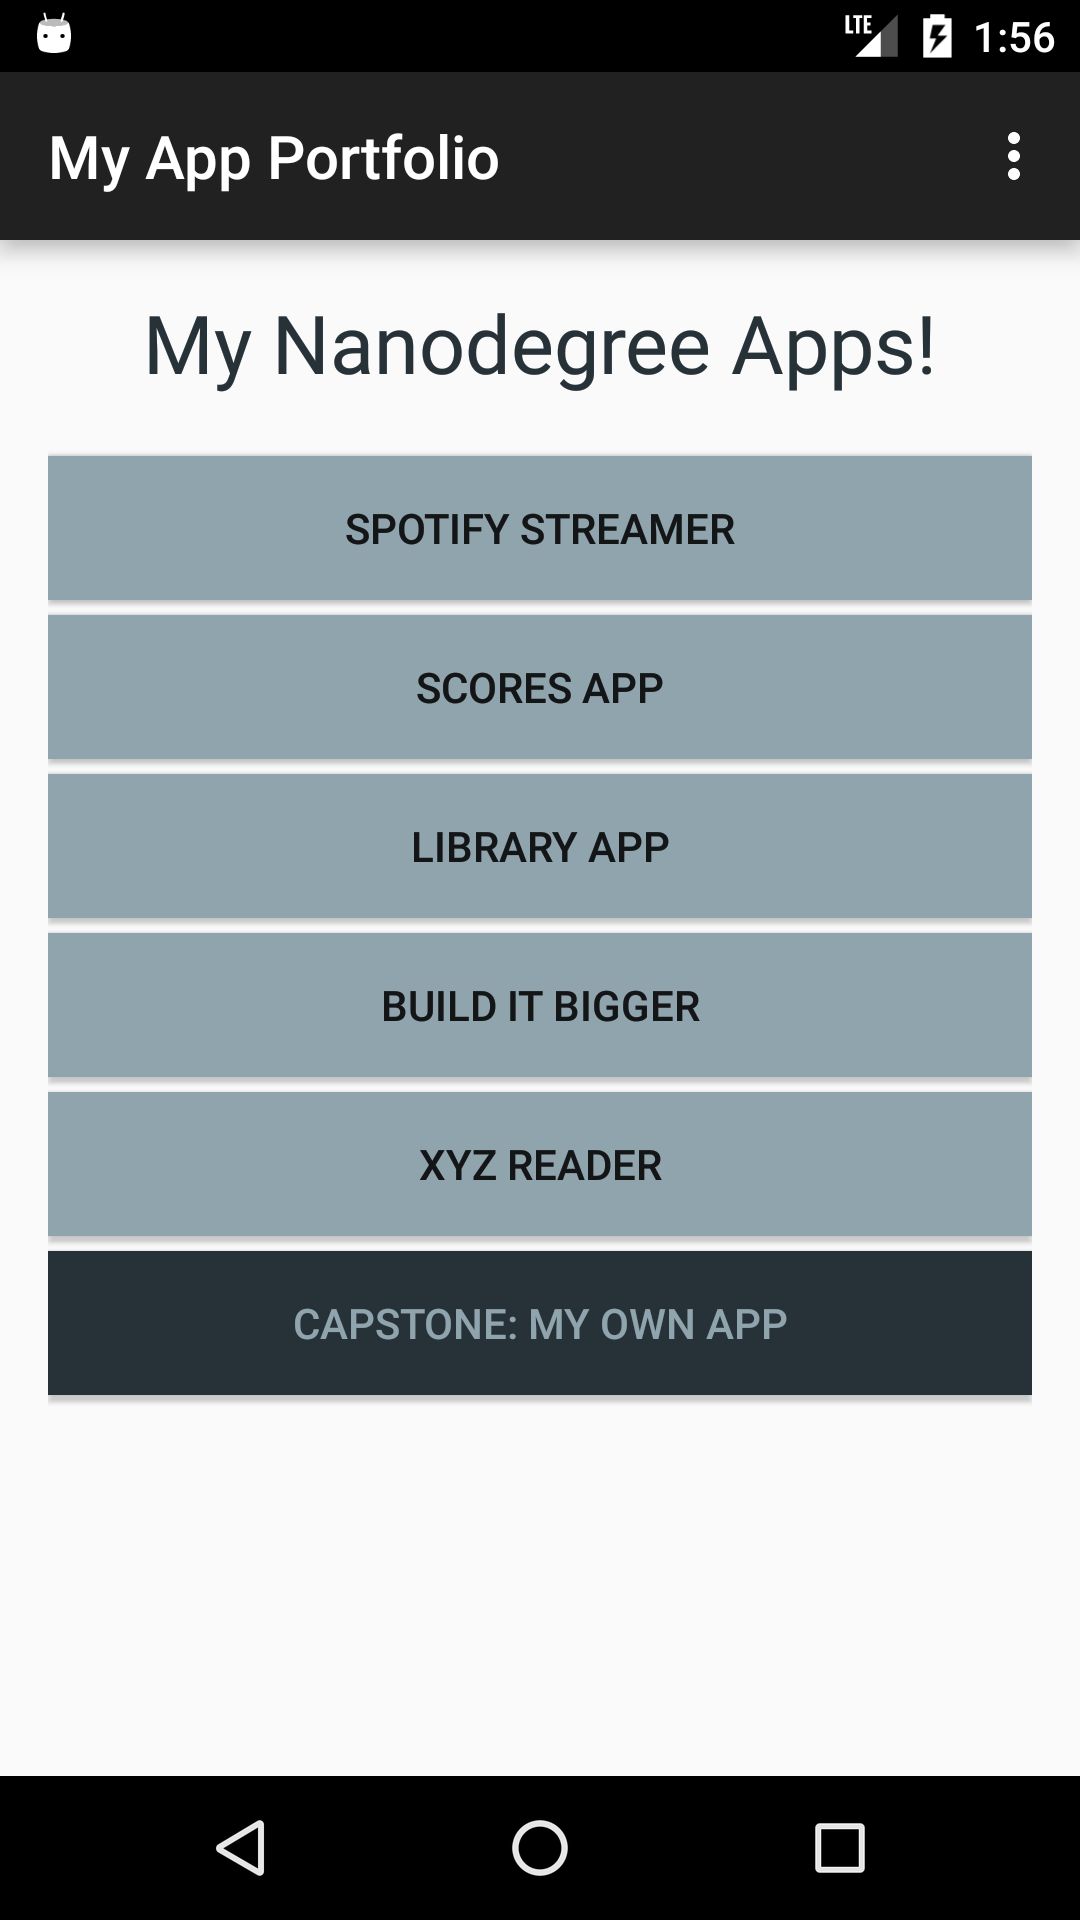 LTE 1:56
My App Portfolio
My Nanodegree Apps!
SPOTIFY STREAMER
SCORES APP
LIBRARY APP
BUILD IT BIGGER
XYZ READER
CAPSTONE: MY OWN APP